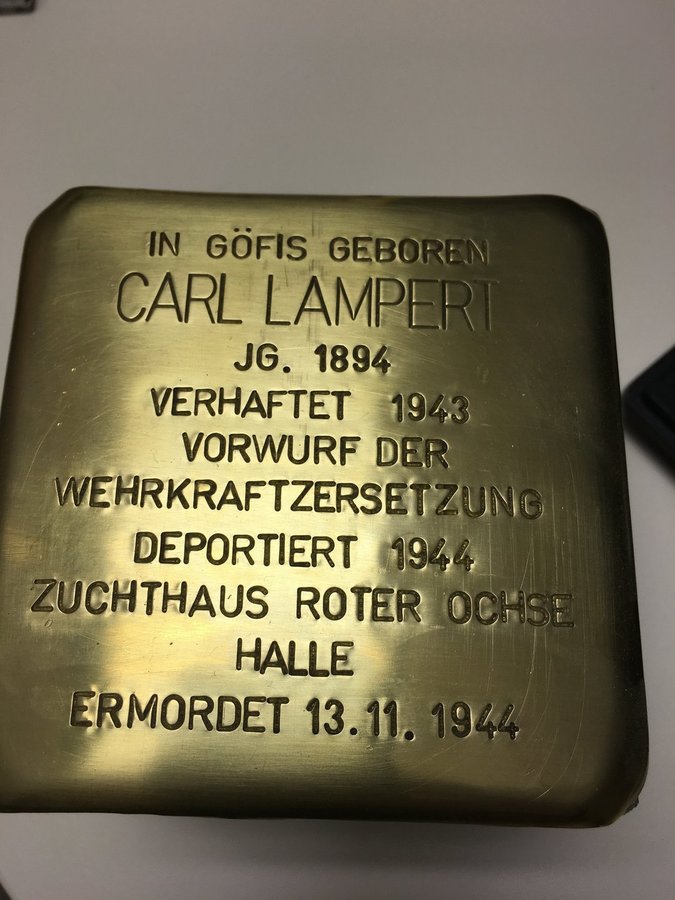 IN GÖFIS GEBOREN
CARL LAMPERT
JG. 1894
VERHAFTET 1943
VORWURF DER
WEHRKRAFTZERSETZUNG
DEPORTIERT 1944
ZUCHTHAUS ROTER OCHSE
HALLE
ERMORDET 13.11. 1944